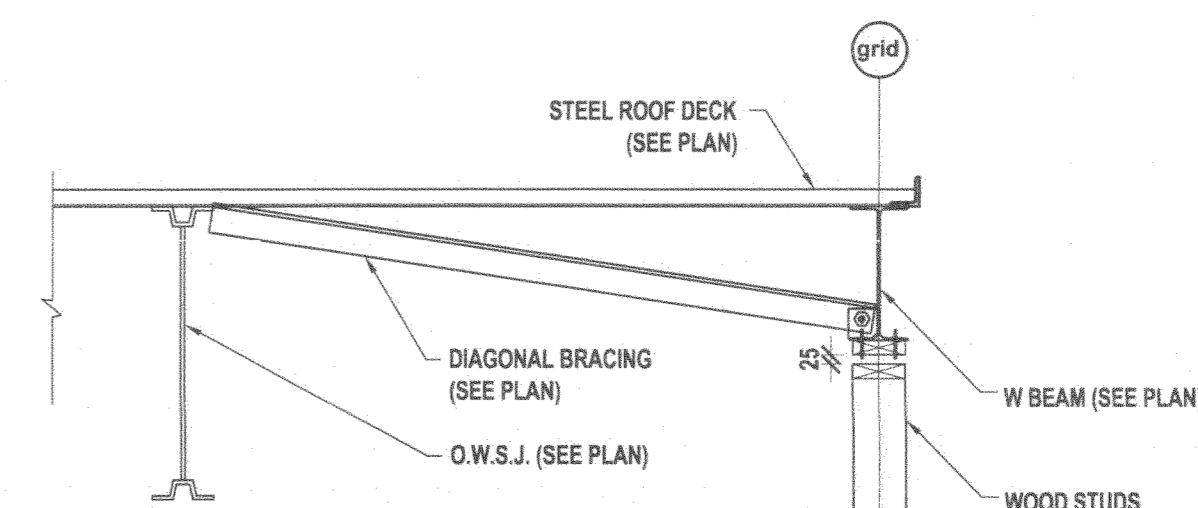 grid
STEEL ROOF DECK
(SEE PLAN)
25
DIAGONAL BRACING
(SEE PLAN)
W BEAM (SEE PLAN
O.W.S.J. (SEE PLAN)
WOOD STUDS